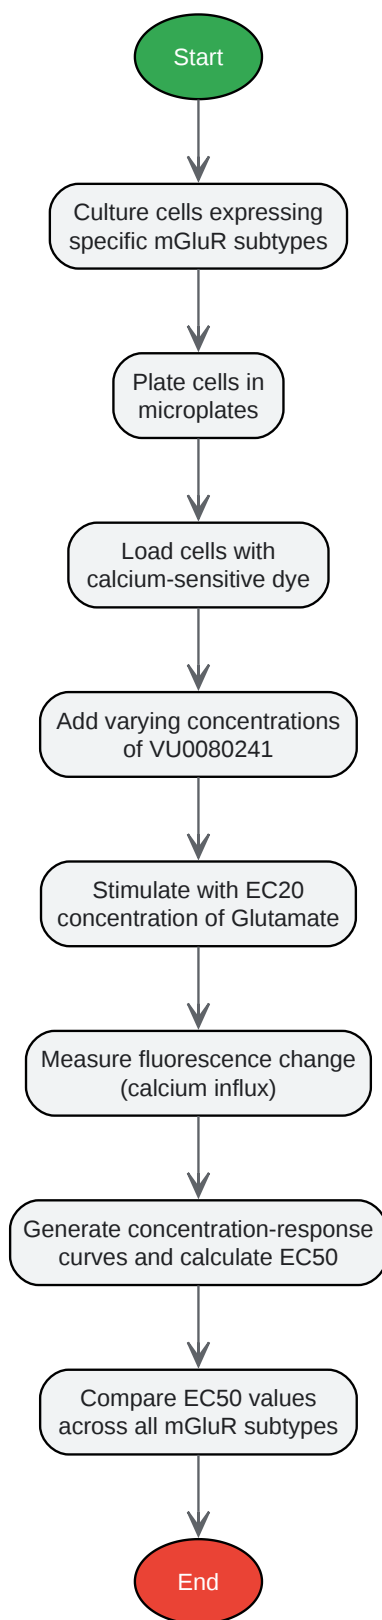 Start
Culture cells expressing
specific mGluR subtypes
Plate cells in
microplates
Load cells with
calcium-sensitive dye
Add varying concentrations
of VU0080241
Stimulate with EC20
concentration of Glutamate
Measure fluorescence change
(calcium influx)
Generate concentration-response
curves and calculate EC50
Compare EC50 values
across all mGluR subtypes
End